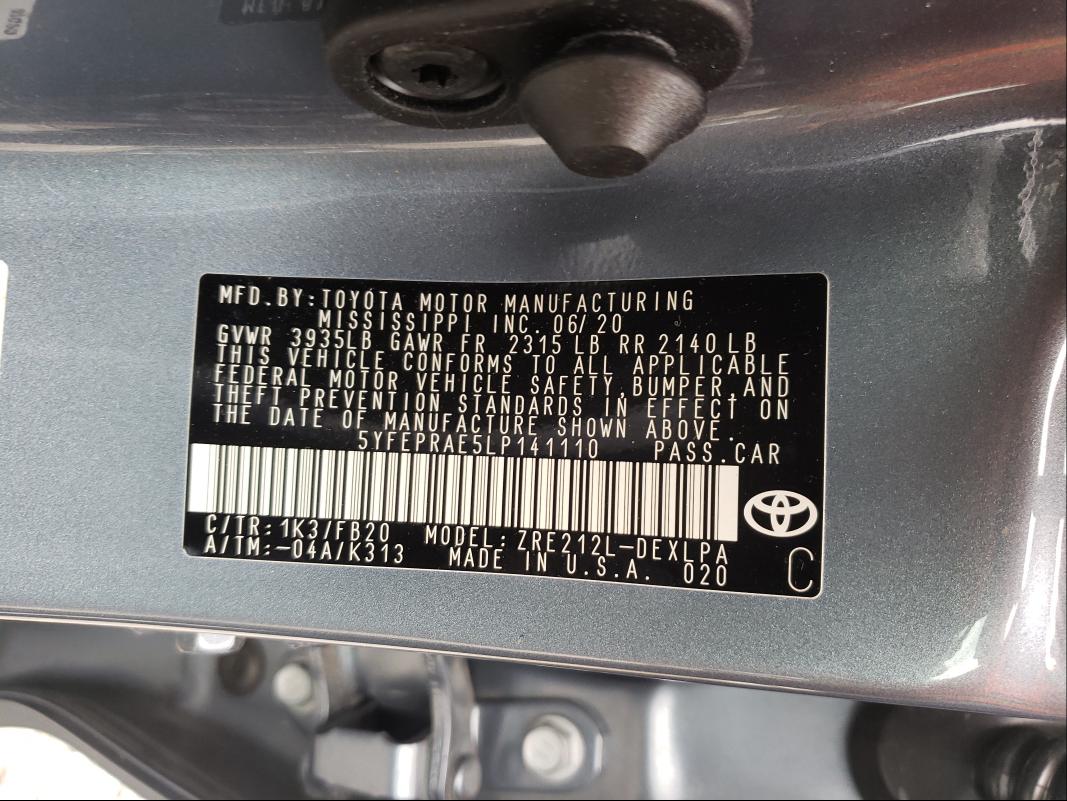 MFD.BY:TOYOTA MOTOR MANUFACTURING
MISSISSIPPI INC. 06/20
GVWR 3935LB GAWR FR 2315 LB RR 2140 LB
THIS VEHICLE CONFORMS TO ALL APPLICABLE
FEDERAL MOTOR VEHICLE SAFETY,BUMPER,AND
THEFT PREVENTION STANDARDS IN EFFECT ON
THE DATE OF MANUFACTURE SHOWN ABOVE.
5YFEPRAE5LP141110 PASS.CAR
C/TR:1K3/FB20 MODEL:ZRE212L-DEXLPA
A/TM:-04A/K313 MADE IN U.S.A. 020
C